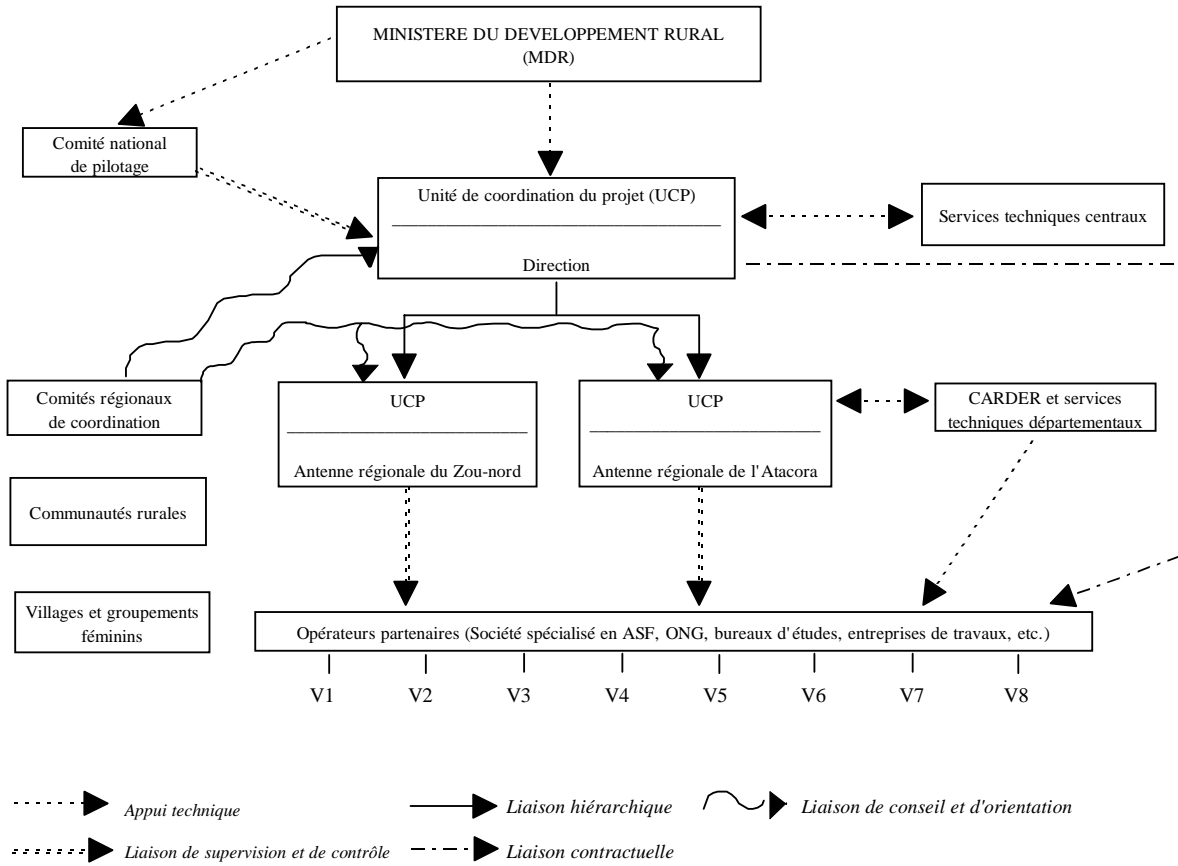 MINISTERE DU DEVELOPPEMENT RURAL
(MDR)
Comité national
de pilotage
Unité de coordination du projet (UCP)
Direction
Services techniques centraux
Comités régionaux
de coordination
UCP
Antenne régionale du Zou-nord
UCP
Antenne régionale de l'Atacora
CARDER et services
techniques départementaux
Communautés rurales
Villages et groupements
féminins
Opérateurs partenaires (Société spécialisé en ASF, ONG, bureaux d'études, entreprises de travaux, etc.)
V1 V2 V3 V4 V5 V6 V7 V8
Appui technique
Liaison hiérarchique
Liaison de conseil et d'orientation
Liaison de supervision et de contrôle
Liaison contractuelle